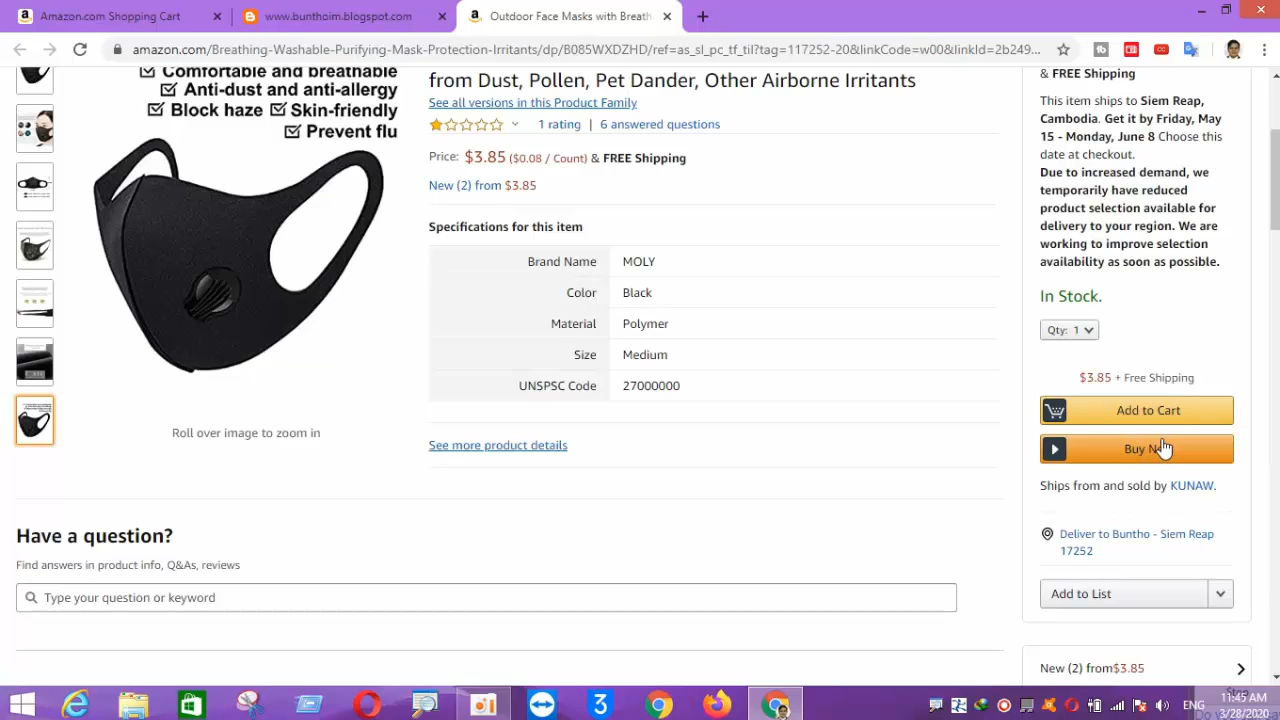 Amazon.com Shopping Cart
www.bunthoim.blogspot.com
Outdoor Face Masks with Breath
amazon.com/Breathing-Washable-Purifying-Mask-Protection-Irritants/dp/B085WXDZHD/ref=as_sl_pc_tf_til?tag=117252-20&linkCode=w00&linkId=2b249...
Comfortable and breathable
Anti-dust and anti-allergy
Block haze Skin-friendly
Prevent flu
Roll over image to zoom in
from Dust, Pollen, Pet Dander, Other Airborne Irritants
See all versions in this Product Family
1 rating | 6 answered questions
Price: $3.85 ($0.08 / Count) & FREE Shipping
New (2) from $3.85
Specifications for this item
Brand Name MOLY
Color Black
Material Polymer
Size Medium
UNSPSC Code 27000000
See more product details
Have a question?
Find answers in product info, Q&As, reviews
Type your question or keyword
& FREE Shipping
This item ships to Siem Reap,
Cambodia. Get it by Friday, May
15 - Monday, June 8 Choose this
date at checkout.
Due to increased demand, we
temporarily have reduced
product selection available for
delivery to your region. We are
working to improve selection
availability as soon as possible.
In Stock.
Qty: 1
$3.85 + Free Shipping
Add to Cart
Buy
Ships from and sold by KUNAW.
Deliver to Buntho - Siem Reap
17252
Add to List
New (2) from $3.85
3
ENG
11:45 AM
3/28/2020